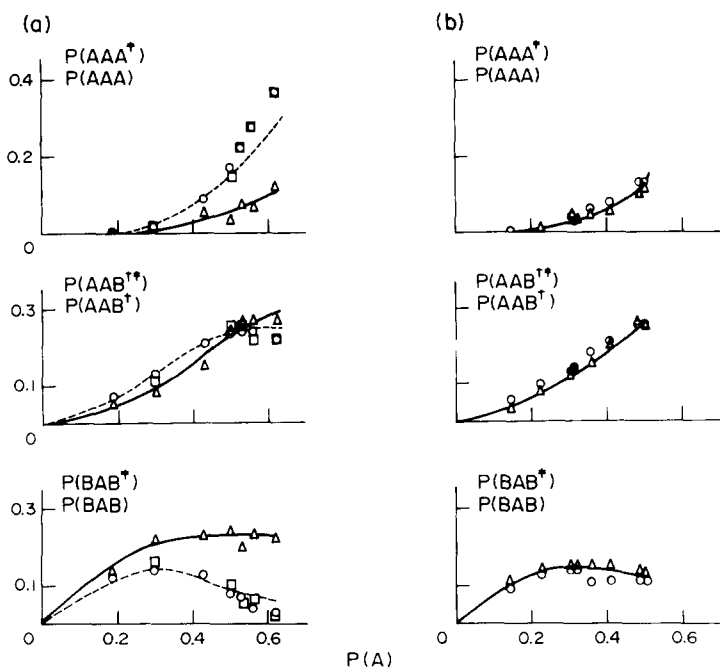 (a)
P(AAA*)
P(AAA)
0.4
0.2
0
P(AAB†*)
P(AAB†)
0.3
0.1
0
P(BAB*)
P(BAB)
0.3
0.1
0
0.2
0.4
0.6
(b)
P(AAA*)
P(AAA)
P(AAB†*)
P(AAB†)
P(BAB*)
P(BAB)
0
0.2
0.4
0.6
P(A)